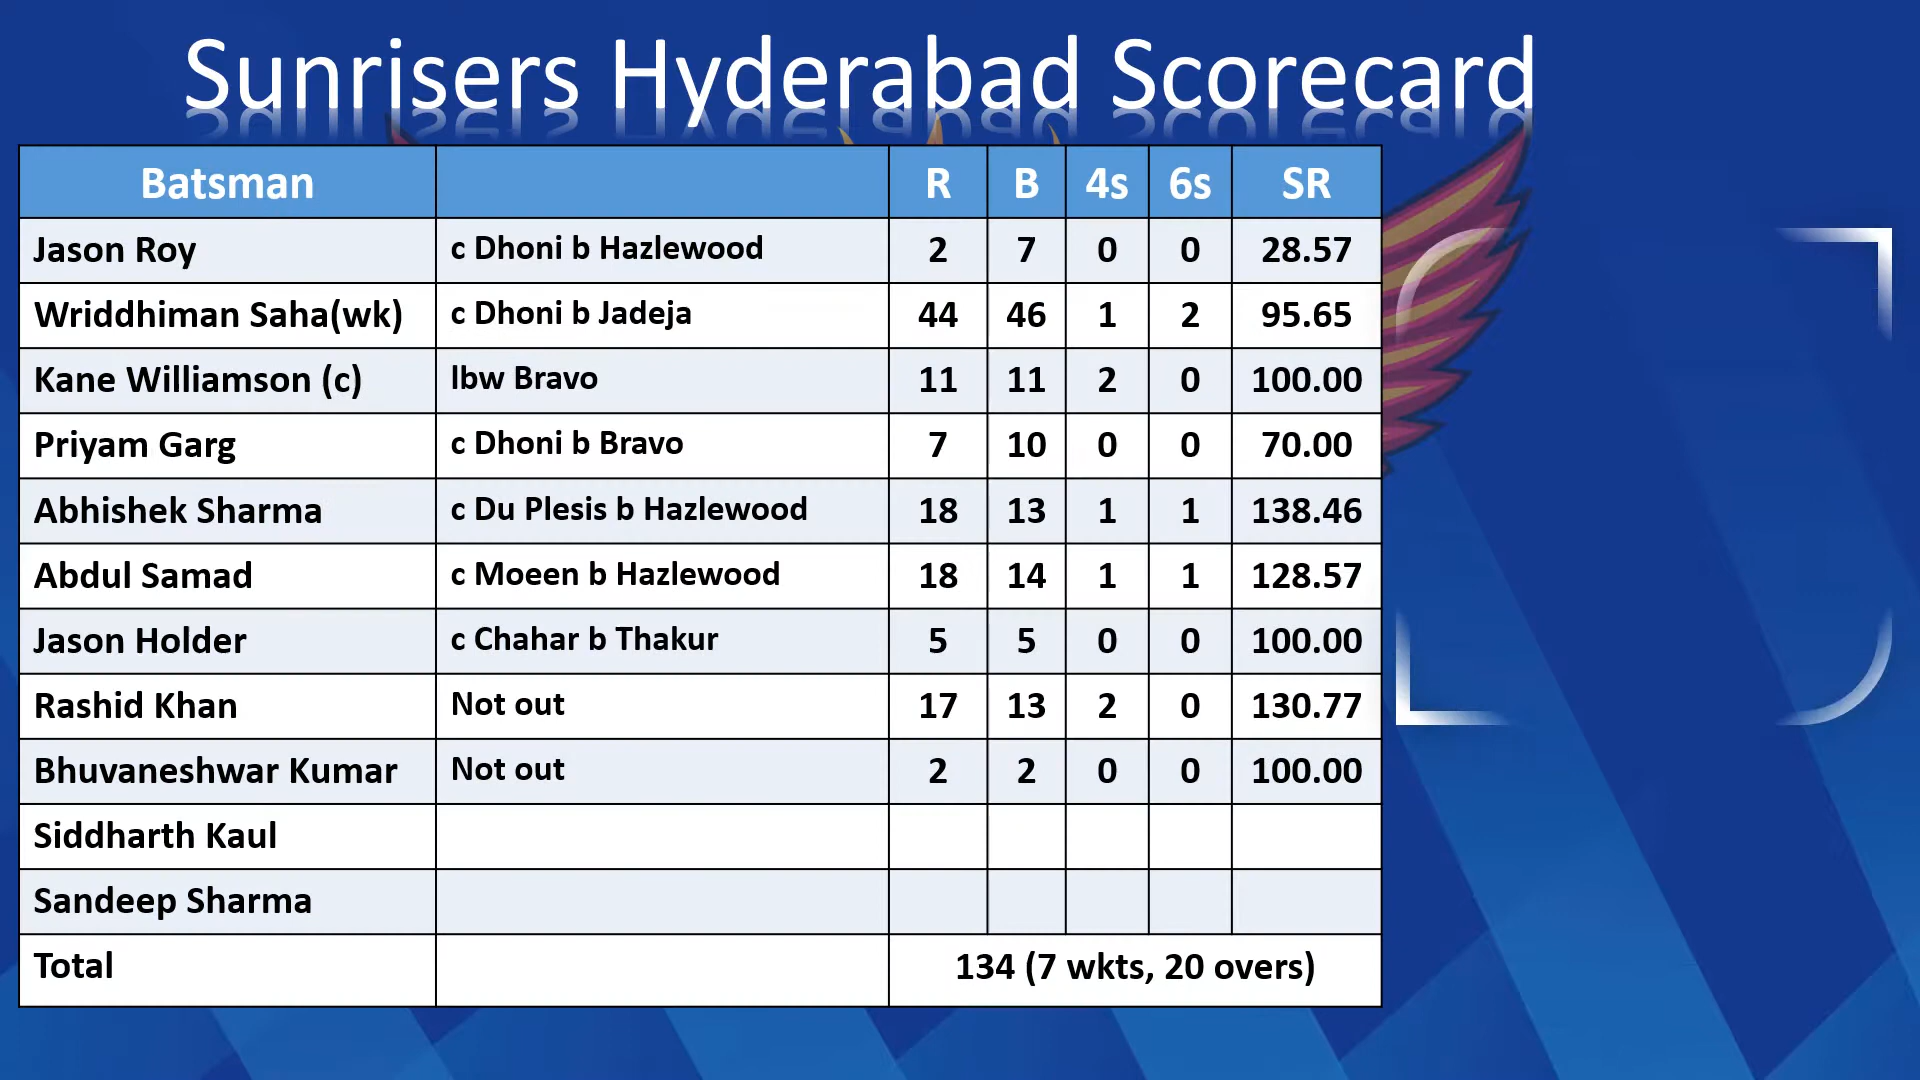 Sunrisers Hyderabad Scorecard
Batsman R B 4s 6s SR
Jason Roy c Dhoni b Hazlewood 2 7 0 0 28.57
Wriddhiman Saha(wk) c Dhoni b Jadeja 44 46 1 2 95.65
Kane Williamson (c) lbw Bravo 11 11 2 0 100.00
Priyam Garg c Dhoni b Bravo 7 10 0 0 70.00
Abhishek Sharma c Du Plesis b Hazlewood 18 13 1 1 138.46
Abdul Samad c Moeen b Hazlewood 18 14 1 1 128.57
Jason Holder c Chahar b Thakur 5 5 0 0 100.00
Rashid Khan Not out 17 13 2 0 130.77
Bhuvaneshwar Kumar Not out 2 2 0 0 100.00
Siddharth Kaul
Sandeep Sharma
Total 134 (7 wkts, 20 overs)